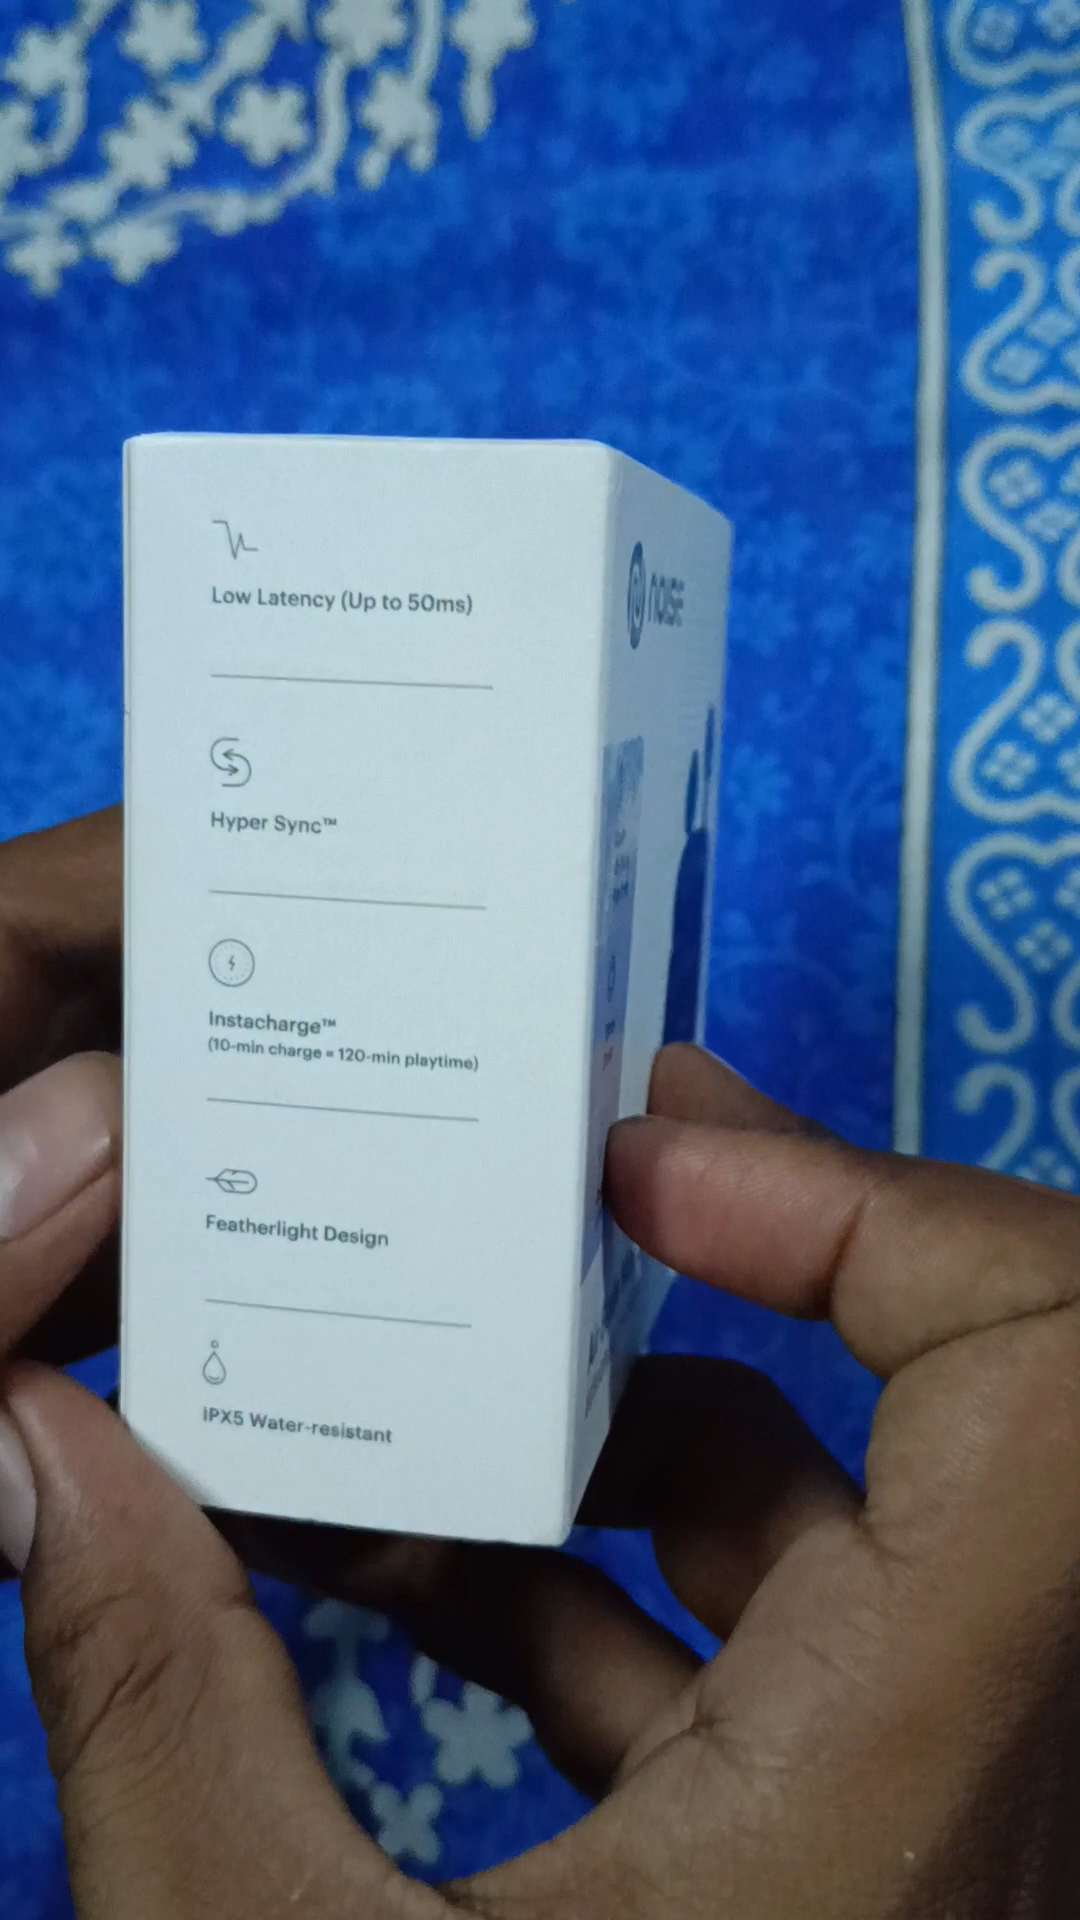 Low Latency (Up to 50ms)
Hyper Sync™
Instacharge™
(10-min charge = 120-min playtime)
Featherlight Design
IPX5 Water-resistant
noise